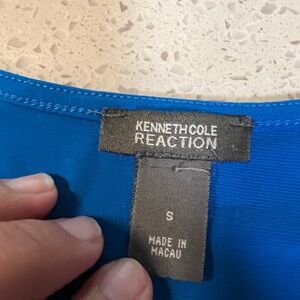 KENNETH COLE
REACTION
S
MADE IN
MACAU